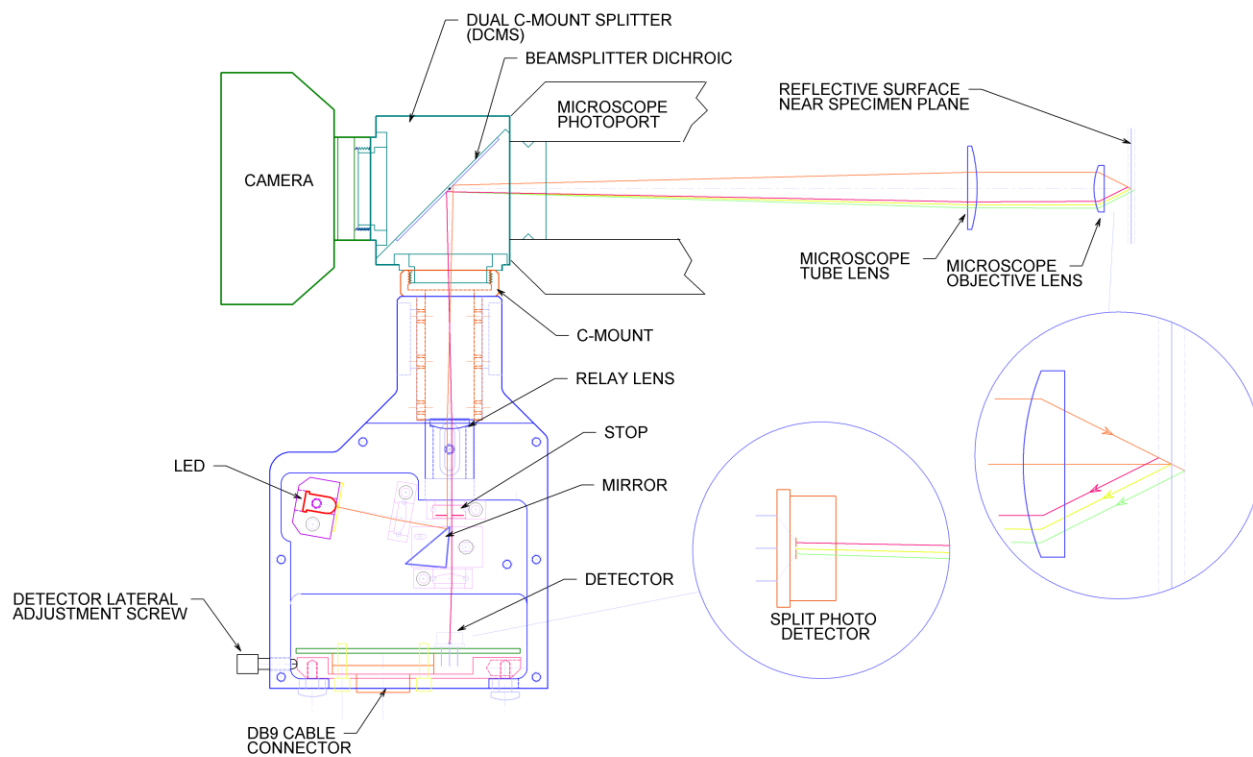 DUAL C-MOUNT SPLITTER
(DCMS)
BEAMSPLITTER DICHROIC
MICROSCOPE
PHOTOPORT
REFLECTIVE SURFACE
NEAR SPECIMEN PLANE
CAMERA
MICROSCOPE
TUBE LENS
MICROSCOPE
OBJECTIVE LENS
C-MOUNT
RELAY LENS
STOP
LED
MIRROR
DETECTOR
DETECTOR LATERAL
ADJUSTMENT SCREW
SPLIT PHOTO
DETECTOR
DB9 CABLE
CONNECTOR